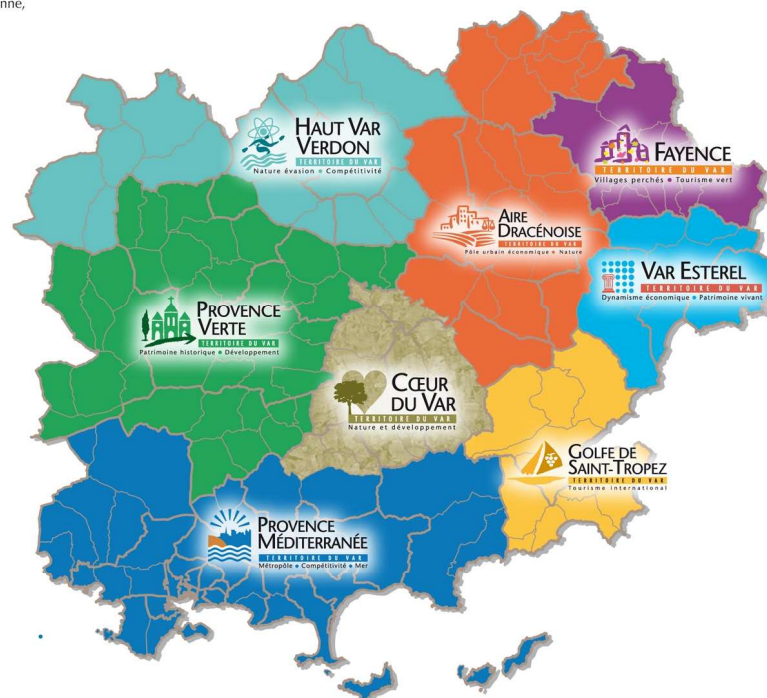 nne,
HAUT VAR
VERDON
TERRITOIRE DU VAR
Nature évasion • Compétitivité
FAYENCE
TERRITOIRE DU VAR
Villages perchés • Tourisme vert
AIRE
DRACÉNOISE
TERRITOIRE DU VAR
Pôle urbain économique • Nature
VAR ESTEREL
TERRITOIRE DU VAR
Dynamisme économique • Patrimoine vivant
PROVENCE
VERTE
TERRITOIRE DU VAR
Patrimoine historique • Développement
CŒUR
DU VAR
TERRITOIRE DU VAR
Nature et développement
GOLFE DE
SAINT-TROPEZ
TERRITOIRE DU VAR
Tourisme international
PROVENCE
MÉDITERRANÉE
TERRITOIRE DU VAR
Métropole • Compétitivité • Mer